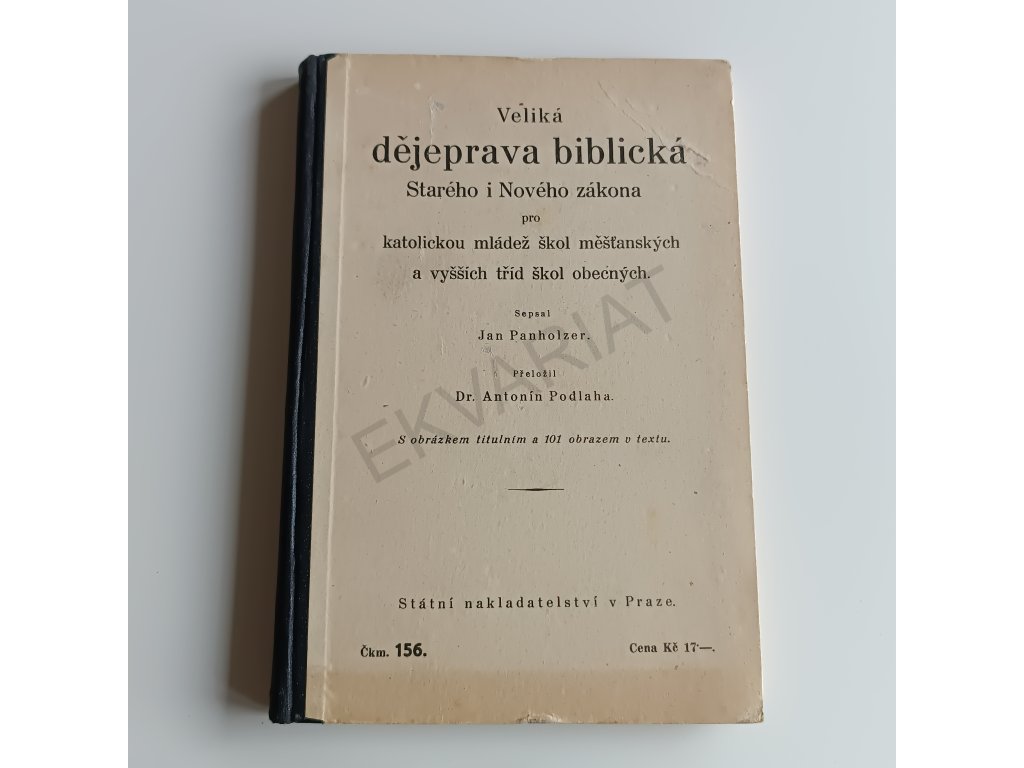 Veliká
dějeprava biblická
Starého i Nového zákona
pro
katolickou mládež škol měšťanských
a vyšších tříd škol obecných.
Sepsal
Jan Panholzer.
Přeložil
Dr. Antonín Podlaha.
S obrázkem titulním a 101 obrazem v textu.
Státní nakladatelství v Praze.
Čkm. 156.
Cena Kč 17·—.
EKVARIAT